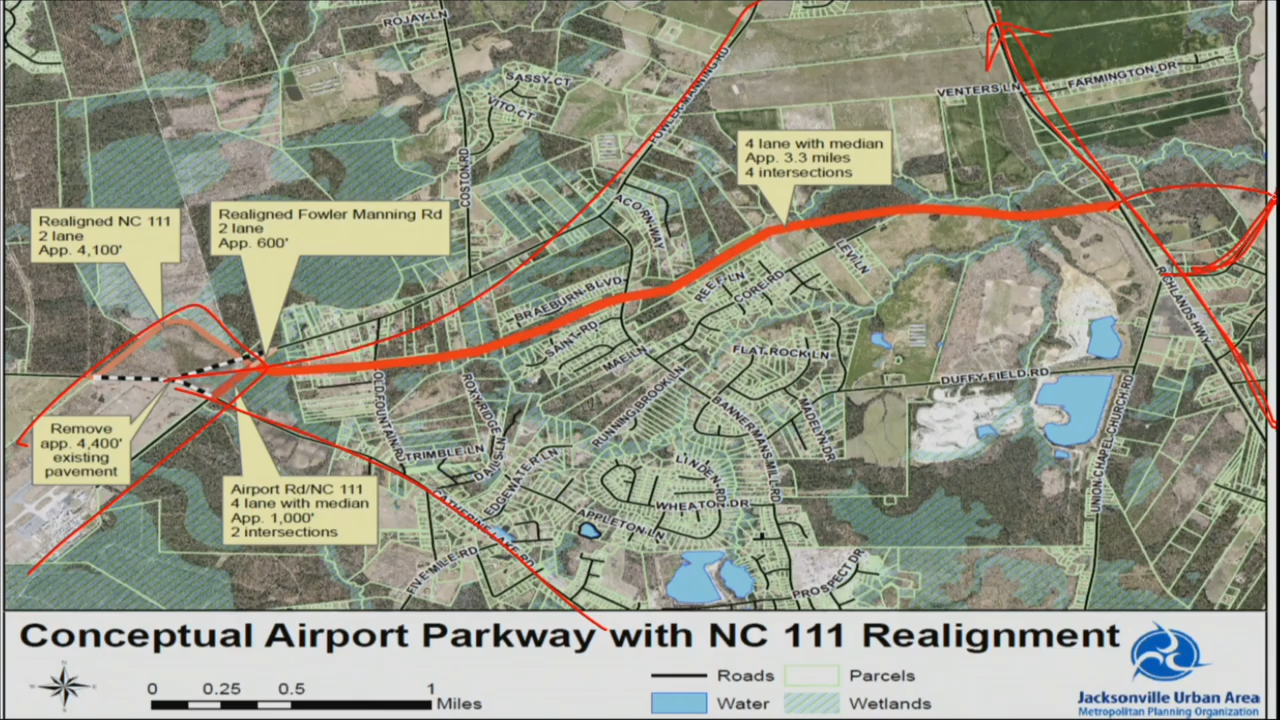 ROJAY LN
SASSY CT
VITO CT
COSTON RD
FOWLER MANNING RD
VENTERS LN
FARMINGTON DR
4 lane with median
App. 3.3 miles
4 intersections
Realigned NC 111
2 lane
App. 4,100'
Realigned Fowler Manning Rd
2 lane
App. 600'
ACORN WAY
LEVI LN
REEF LN
CORE RD
BRAEBURN BLVD
SAINT RD
MAE LN
RICHLANDS HWY
FLAT ROCK LN
DUFFY FIELD RD
OLD FOUNTAIN RD
RUNNING BROOK LN
BANNERMANS MILL RD
MADELYN DR
UNION CHAPEL CHURCH RD
Remove
app. 4,400'
existing
pavement
TRIMBLE LN
DAILS LN
EDGEWATER LN
LINDEN RD
WHEATON DR
APPLETON LN
Airport Rd/NC 111
4 lane with median
App. 1,000'
2 intersections
CATHERINE LAKE RD
FIVE MILE RD
PROSPECT DR
Conceptual Airport Parkway with NC 111 Realignment
N
0 0.25 0.5 1
Miles
Roads
Parcels
Water
Wetlands
Jacksonville Urban Area
Metropolitan Planning Organization